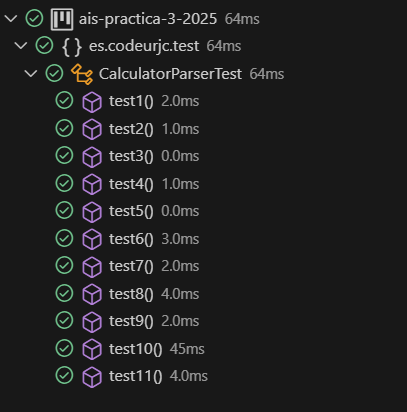 ais-practica-3-2025 64ms
{ } es.codeurjc.test 64ms
CalculatorParserTest 64ms
test1() 2.0ms
test2() 1.0ms
test3() 0.0ms
test4() 1.0ms
test5() 0.0ms
test6() 3.0ms
test7() 2.0ms
test8() 4.0ms
test9() 2.0ms
test10() 45ms
test11() 4.0ms